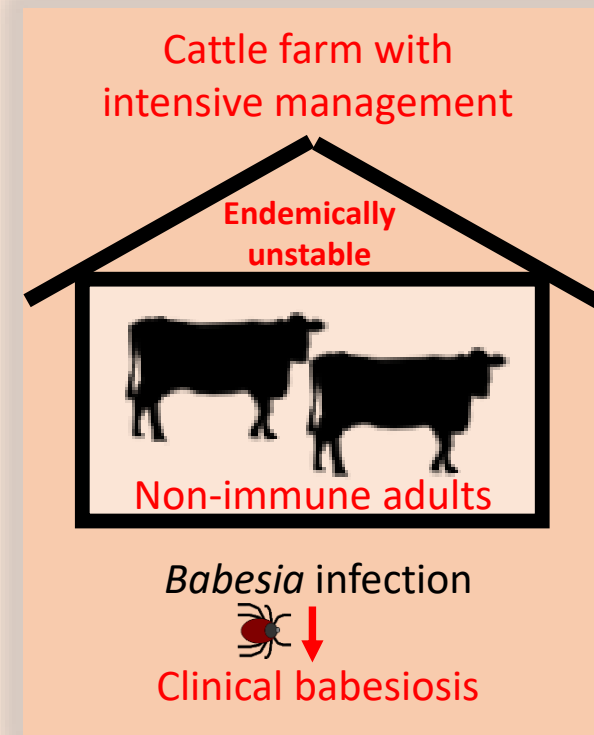 Cattle farm with
intensive management
Endemically
unstable
Non-immune adults
Babesia infection
Clinical babesiosis